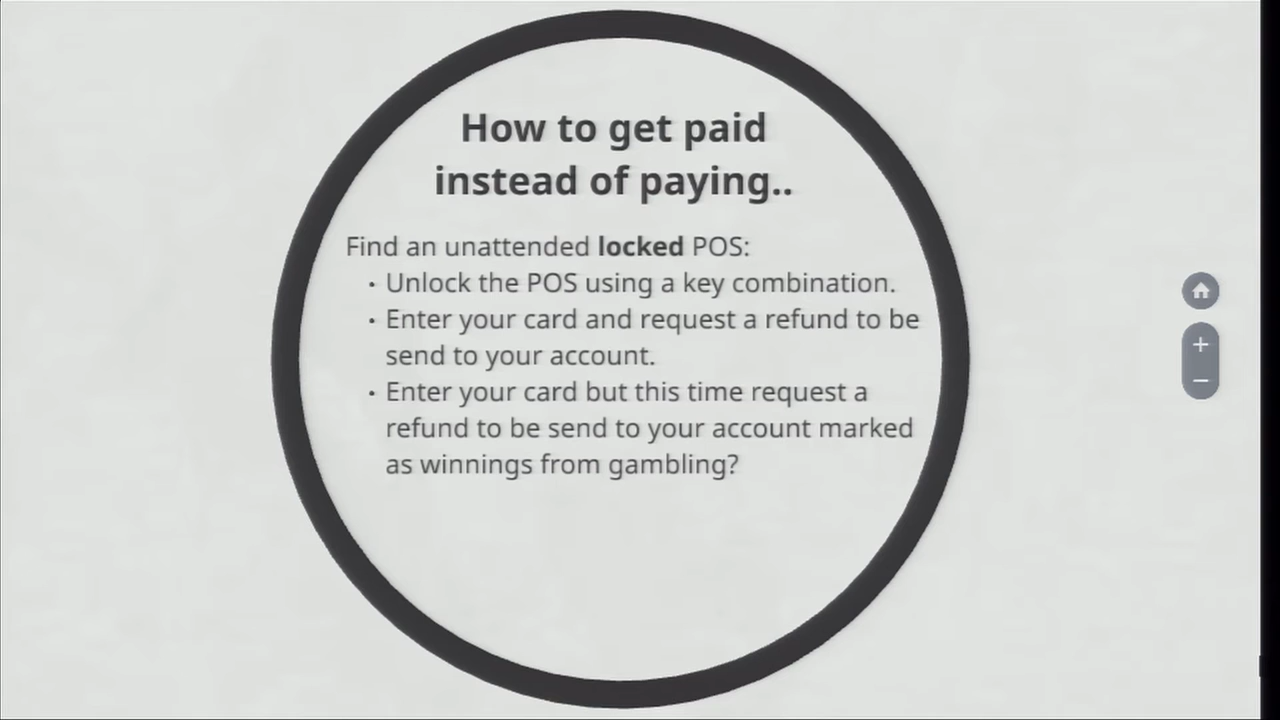 How to get paid
instead of paying..
Find an unattended locked POS:
• Unlock the POS using a key combination.
• Enter your card and request a refund to be
send to your account.
• Enter your card but this time request a
refund to be send to your account marked
as winnings from gambling?